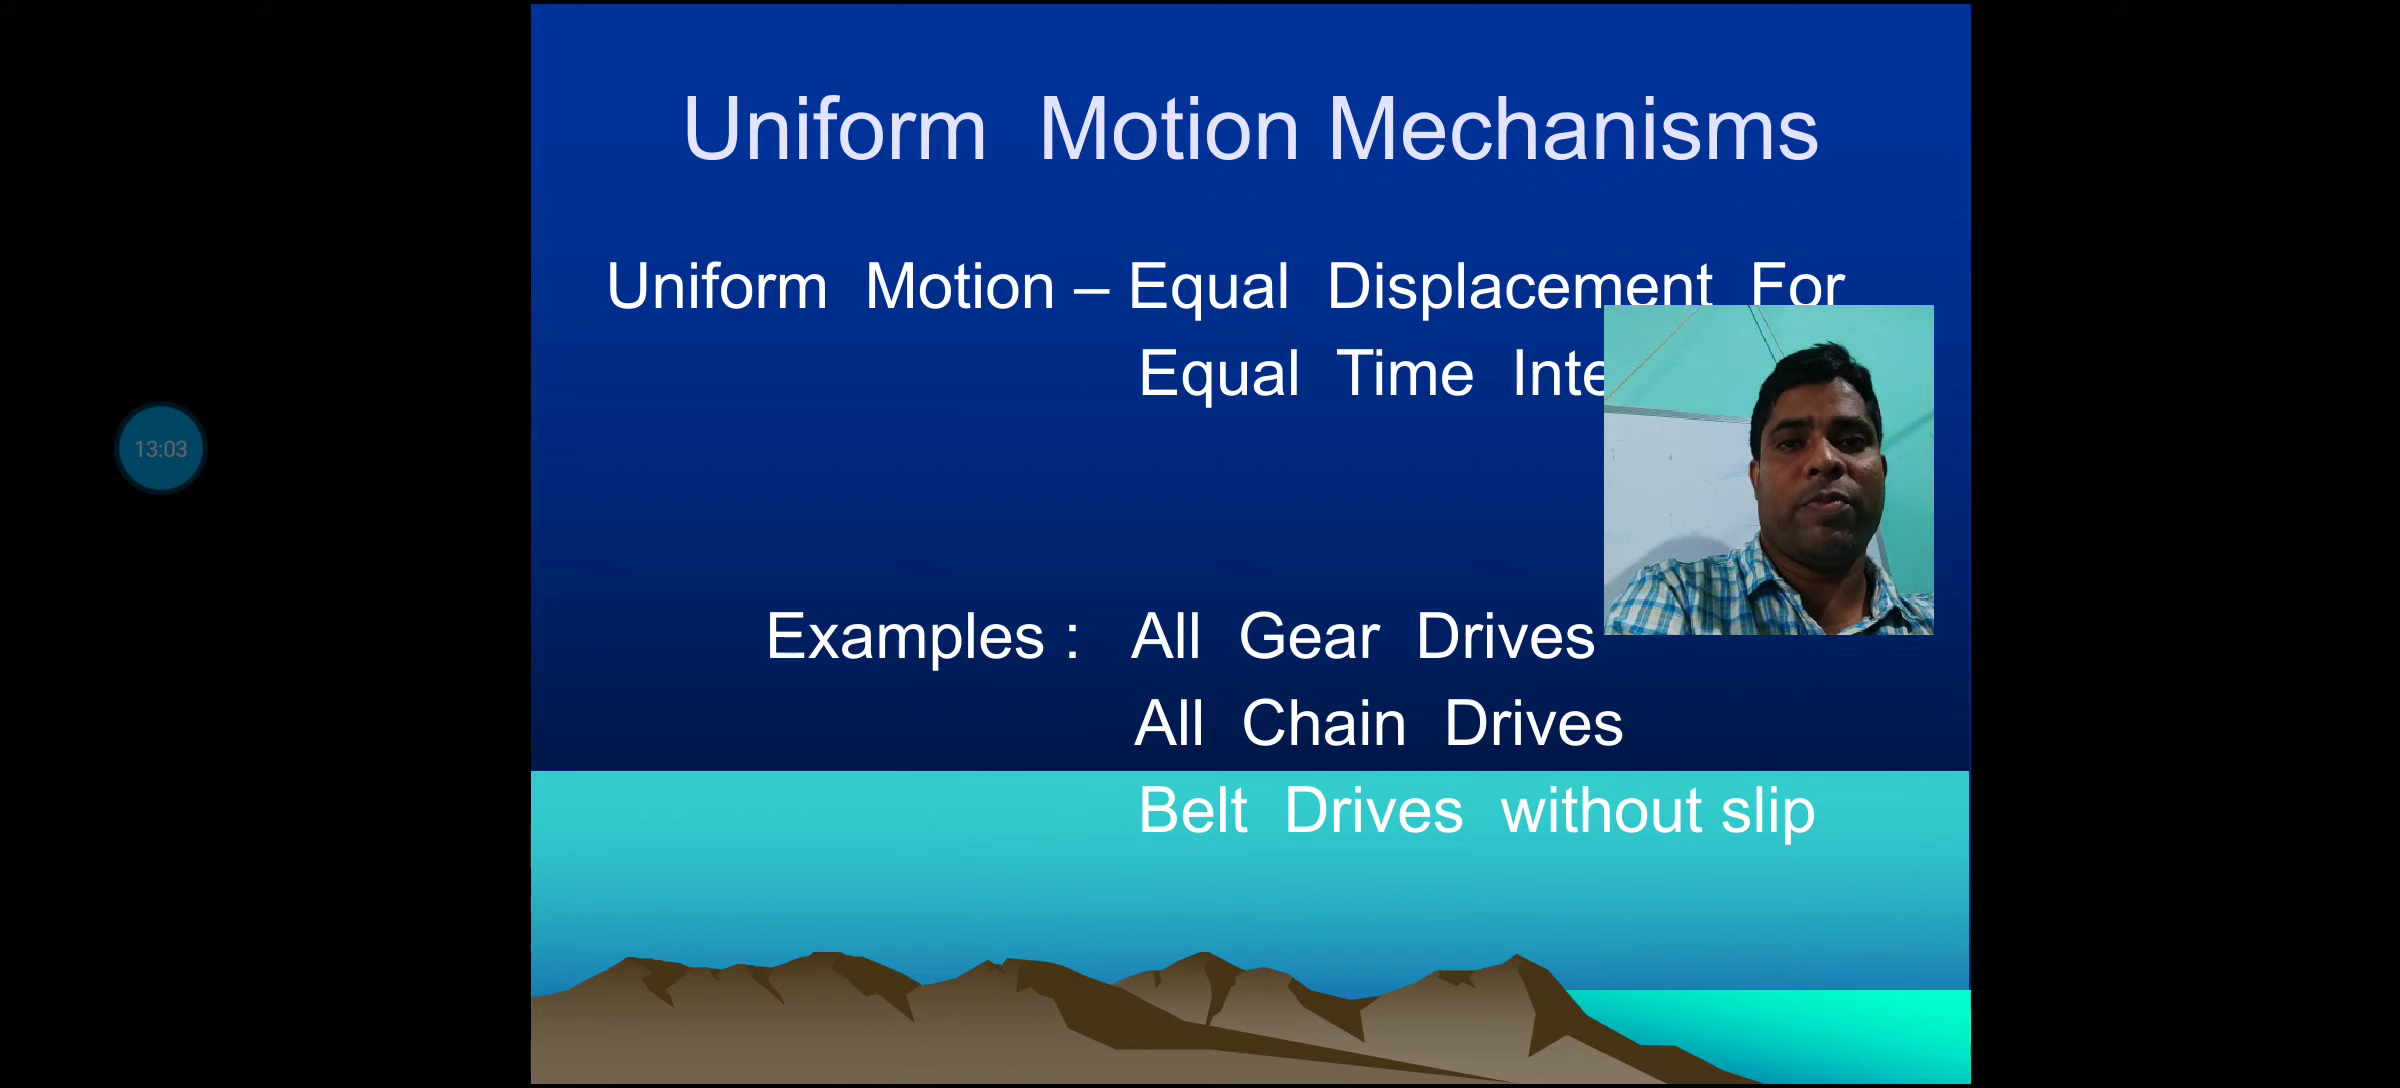 Uniform Motion Mechanisms
Uniform Motion – Equal Displacement For
Equal Time
13:03
Examples : All Gear Drives
All Chain Drives
Belt Drives without slip